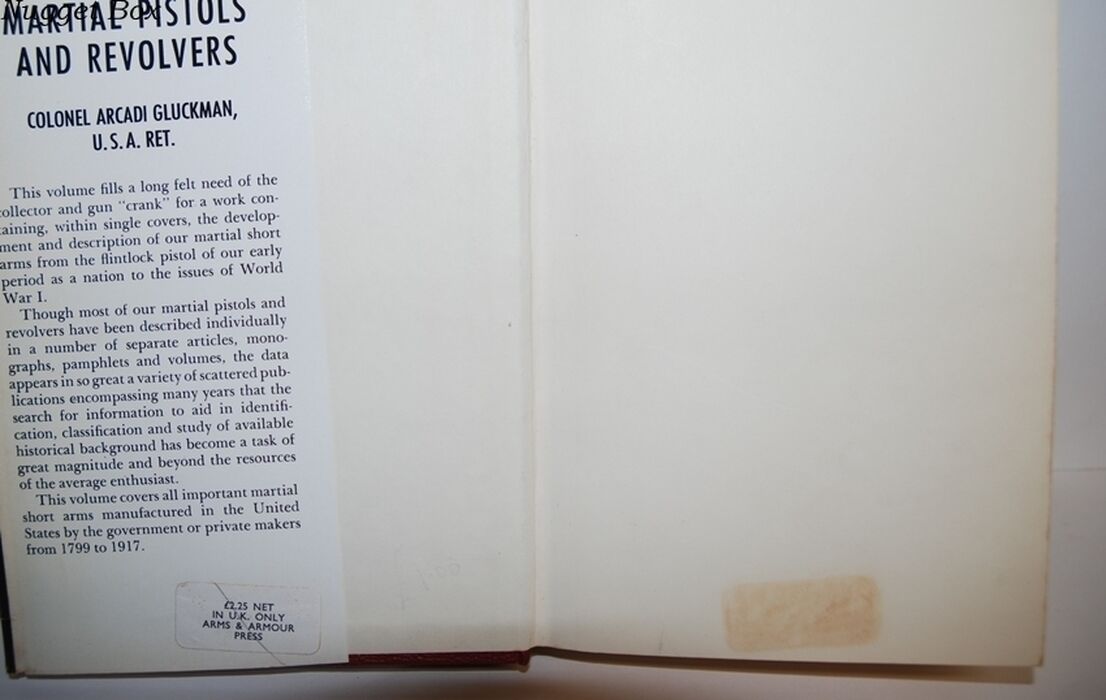 Nugget Box
MARTIAL PISTOLS
AND REVOLVERS
COLONEL ARCADI GLUCKMAN,
U.S.A. RET.
This volume fills a long felt need of the
collector and gun "crank" for a work con-
taining, within single covers, the develop-
ment and description of our martial short
arms from the flintlock pistol of our early
period as a nation to the issues of World
War I.
Though most of our martial pistols and
revolvers have been described individually
in a number of separate articles, mono-
graphs, pamphlets and volumes, the data
appears in so great a variety of scattered pub-
lications encompassing many years that the
search for information to aid in identifi-
cation, classification and study of available
historical background has become a task of
great magnitude and beyond the resources
of the average enthusiast.
This volume covers all important martial
short arms manufactured in the United
States by the government or private makers
from 1799 to 1917.
£2.25 NET
IN U.K. ONLY
ARMS & ARMOUR
PRESS